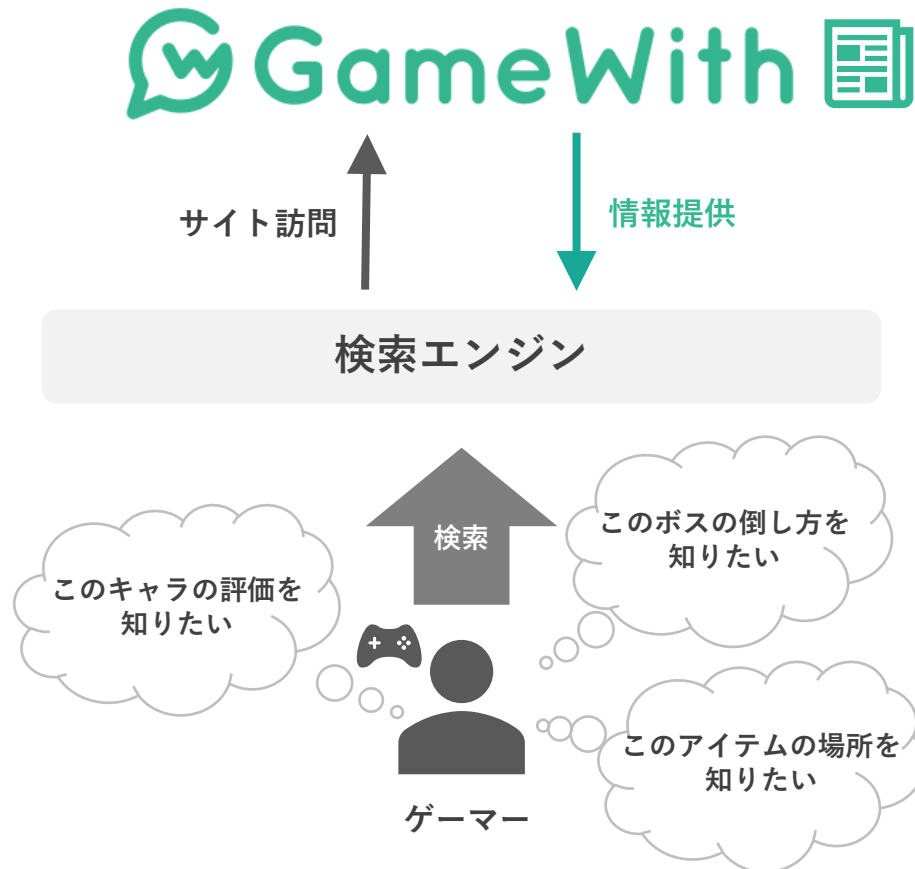 GameWith
サイト訪問
情報提供
検索エンジン
検索
このボスの倒し方を
知りたい
このキャラの評価を
知りたい
このアイテムの場所を
知りたい
ゲーマー